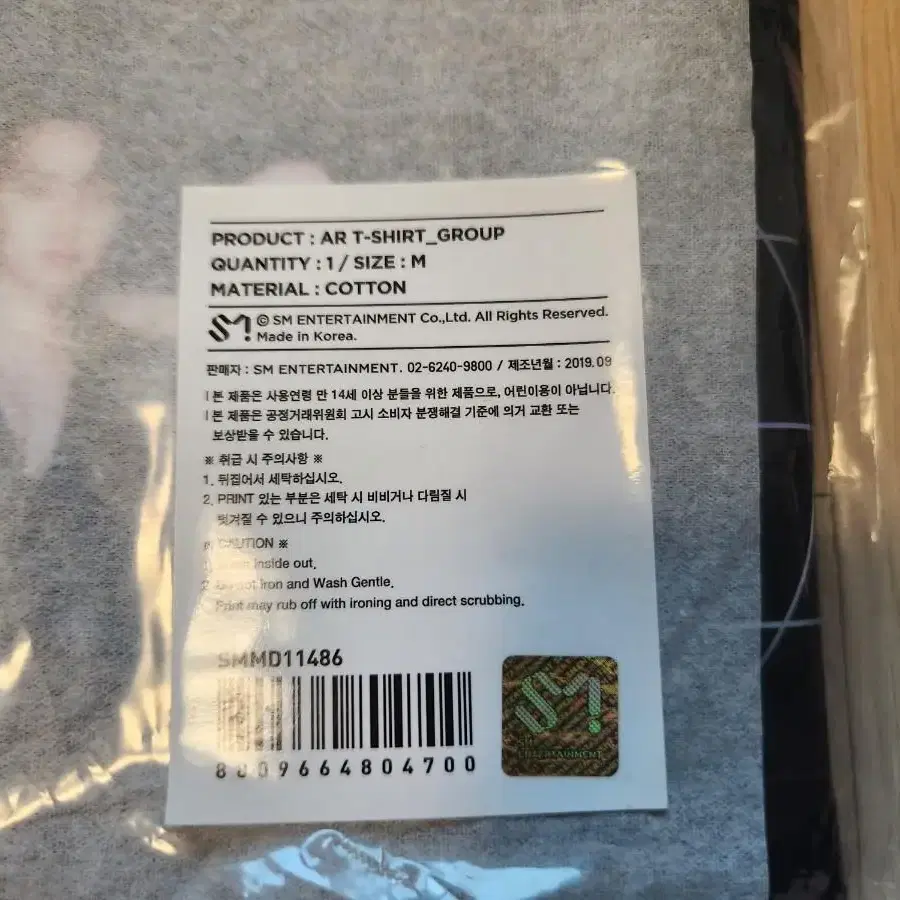 PRODUCT : AR T-SHIRT_GROUP
QUANTITY : 1 / SIZE : M
MATERIAL : COTTON
SM! © SM ENTERTAINMENT Co.,Ltd. All Rights Reserved.
Made in Korea.
판매자 : SM ENTERTAINMENT. 02-6240-9800 / 제조년월 : 2019.09
| 본 제품은 사용연령 만 14세 이상 분들을 위한 제품으로, 어린이용이 아닙니다.
| 본 제품은 공정거래위원회 고시 소비자 분쟁해결 기준에 의거 교환 또는
보상받을 수 있습니다.
※ 취급 시 주의사항 ※
1. 뒤집어서 세탁하십시오.
2. PRINT 있는 부분은 세탁 시 비비거나 다림질 시
벗겨질 수 있으니 주의하십시오.
※ CAUTION ※
inside out.
2. Do not Iron and Wash Gentle.
Print may rub off with ironing and direct scrubbing.
SMMD11486
8809664804700
SM!
SM
ENTERTAINMENT